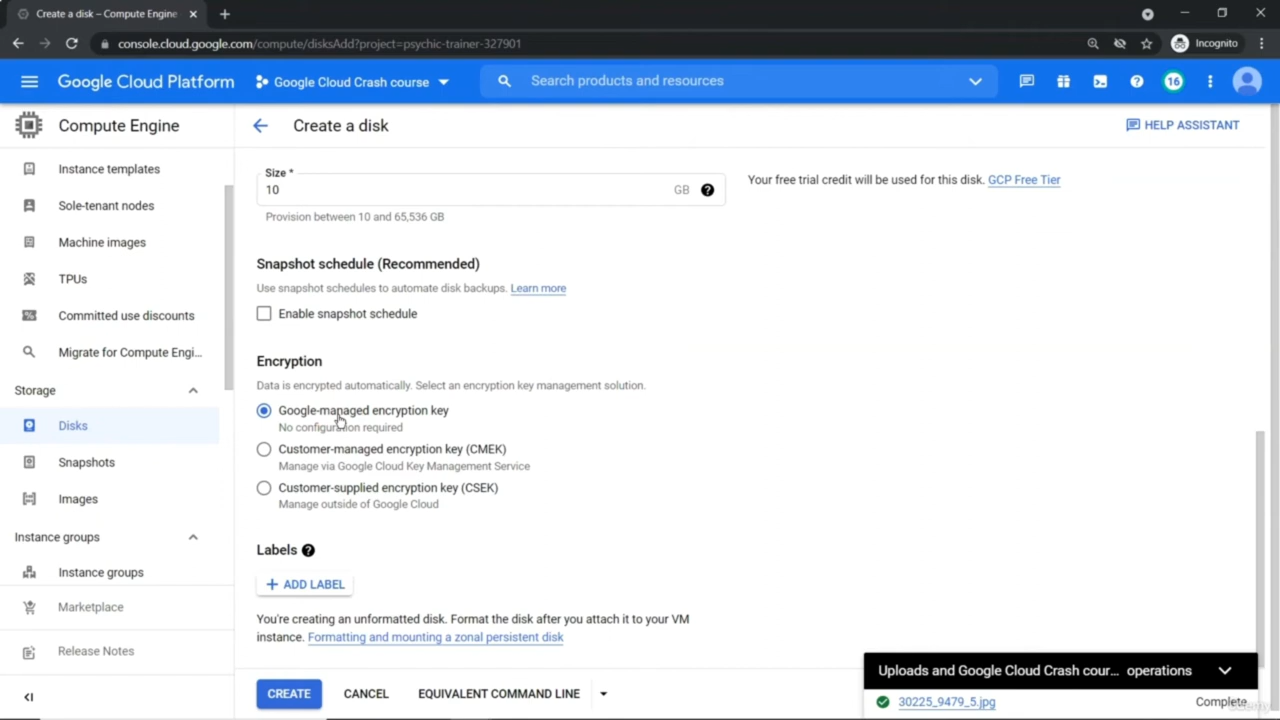 Create a disk – Compute Engine
console.cloud.google.com/compute/disksAdd?project=psychic-trainer-327901
Incognito
Google Cloud Platform
Google Cloud Crash course
Search products and resources
16
Compute Engine
Create a disk
HELP ASSISTANT
Instance templates
Sole-tenant nodes
Machine images
TPUs
Committed use discounts
Migrate for Compute Engi...
Storage
Disks
Snapshots
Images
Instance groups
Instance groups
Marketplace
Release Notes
Size *
10
GB
Provision between 10 and 65,536 GB
Your free trial credit will be used for this disk. GCP Free Tier
Snapshot schedule (Recommended)
Use snapshot schedules to automate disk backups. Learn more
Enable snapshot schedule
Encryption
Data is encrypted automatically. Select an encryption key management solution.
Google-managed encryption key
No configuration required
Customer-managed encryption key (CMEK)
Manage via Google Cloud Key Management Service
Customer-supplied encryption key (CSEK)
Manage outside of Google Cloud
Labels
+ ADD LABEL
You're creating an unformatted disk. Format the disk after you attach it to your VM
instance. Formatting and mounting a zonal persistent disk
CREATE
CANCEL
EQUIVALENT COMMAND LINE
Uploads and Google Cloud Crash cour... operations
30225_9479_5.jpg
Complete